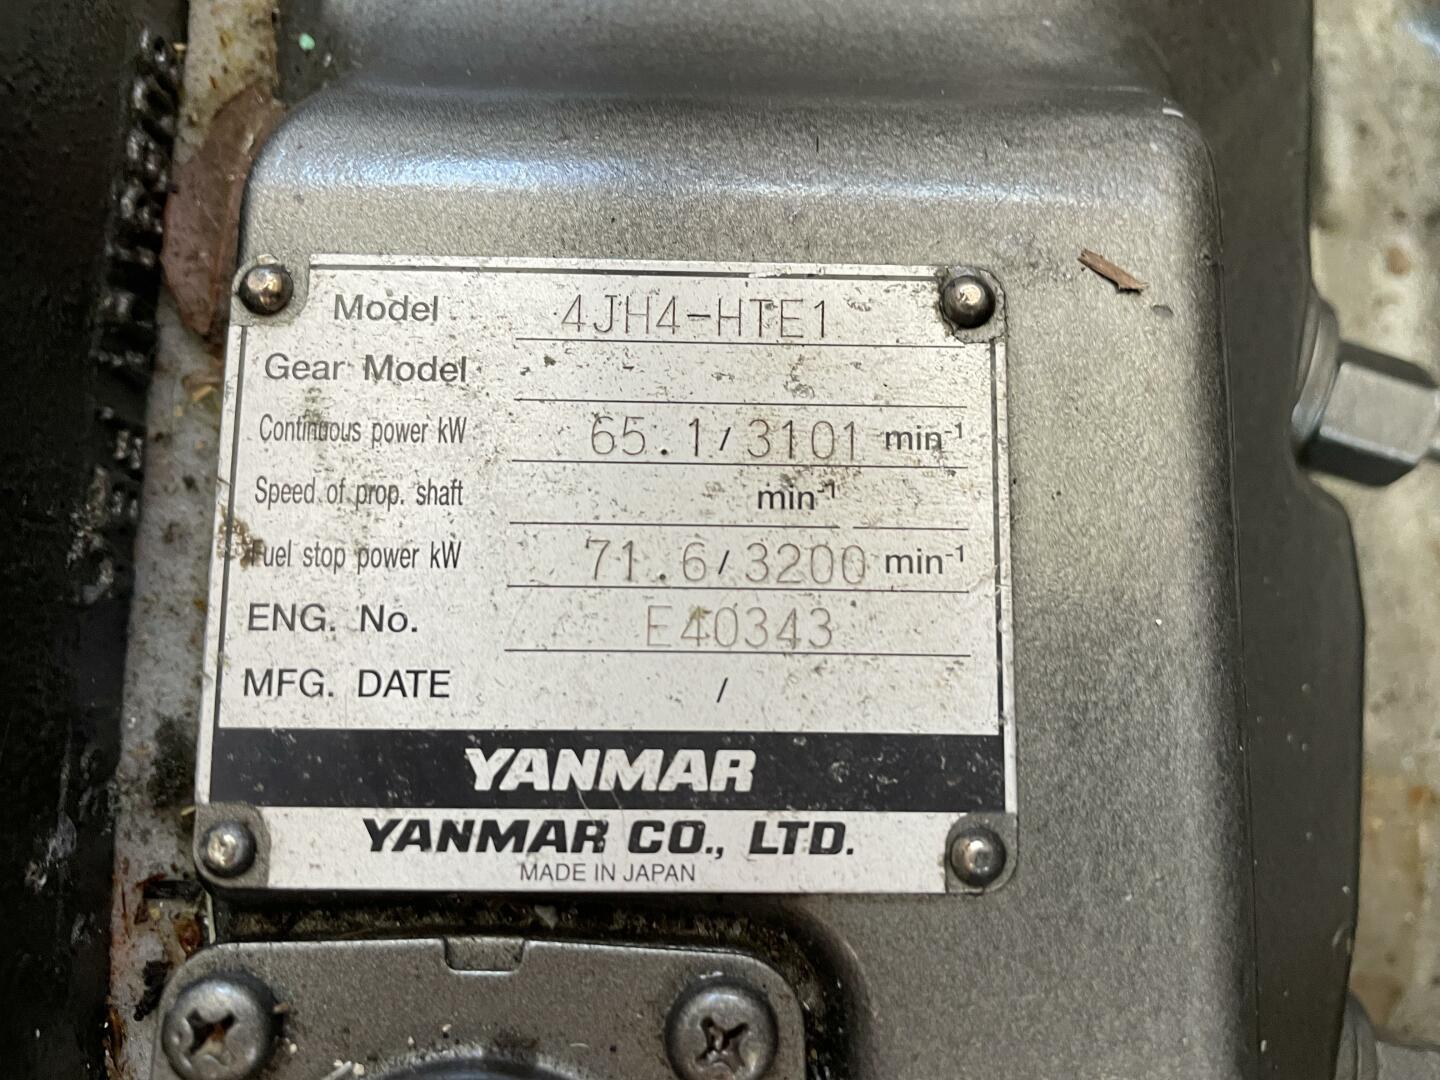 Model 4JH4-HTE1
Gear Model
Continuous power kW 65.1/3101 min-1
Speed of prop. shaft min-1
Fuel stop power kW 71.6/3200 min-1
ENG. No. E40343
MFG. DATE /
YANMAR
YANMAR CO., LTD.
MADE IN JAPAN